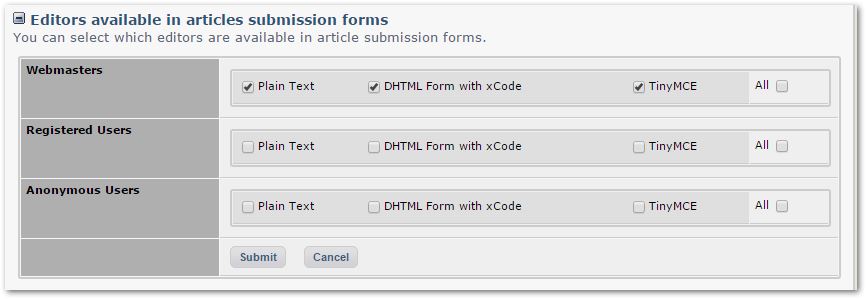 Editors available in articles submission forms
You can select which editors are available in article submission forms.
Webmasters
Plain Text DHTML Form with xCode TinyMCE All
Registered Users
Plain Text DHTML Form with xCode TinyMCE All
Anonymous Users
Plain Text DHTML Form with xCode TinyMCE All
Submit Cancel